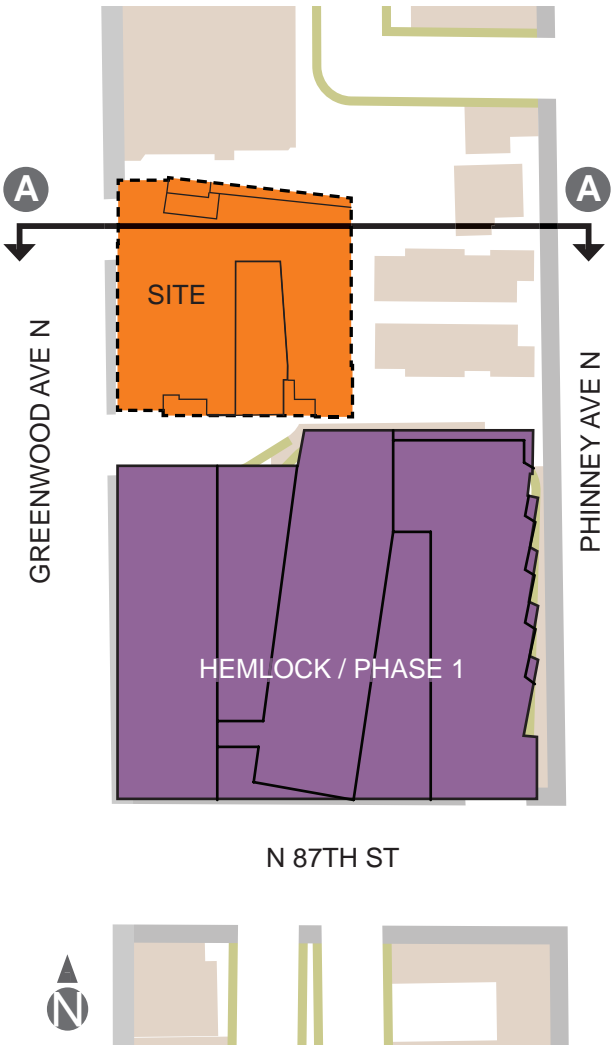 A
A
SITE
GREENWOOD AVE N
PHINNEY AVE N
HEMLOCK / PHASE 1
N 87TH ST
N